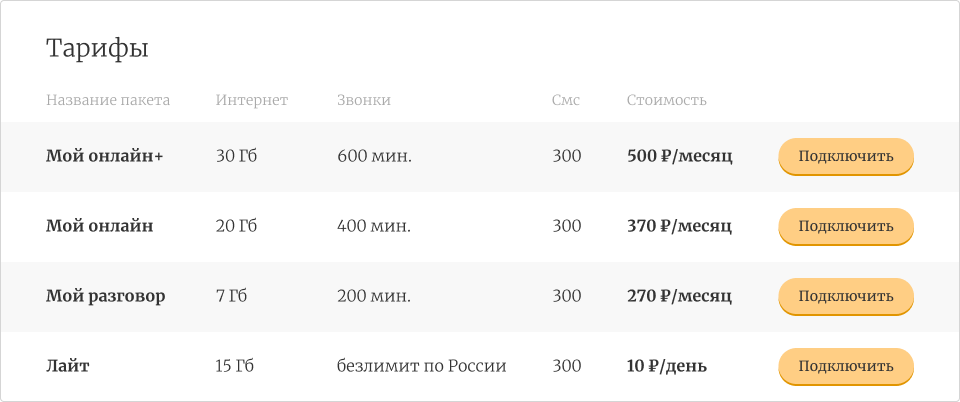 Тарифы
Название пакета Интернет Звонки Смс Стоимость
Мой онлайн+ 30 Гб 600 мин. 300 500 ₽/месяц Подключить
Мой онлайн 20 Гб 400 мин. 300 370 ₽/месяц Подключить
Мой разговор 7 Гб 200 мин. 300 270 ₽/месяц Подключить
Лайт 15 Гб безлимит по России 300 10 ₽/день Подключить